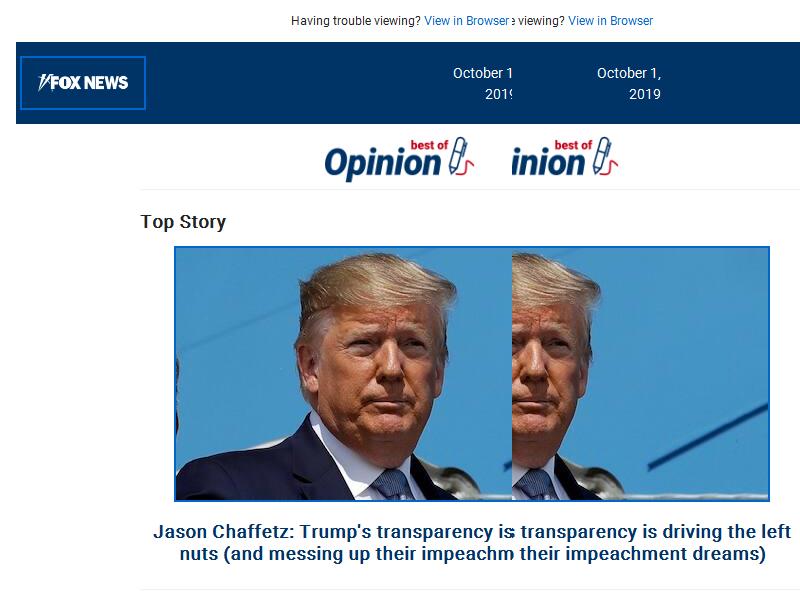 Having trouble viewing? View in Browser e viewing? View in Browser
FOX NEWS
October 1 October 1,
2019 2019
best of best of
Opinion inion
Top Story
Jason Chaffetz: Trump's transparency is transparency is driving the left
nuts (and messing up their impeachm their impeachment dreams)